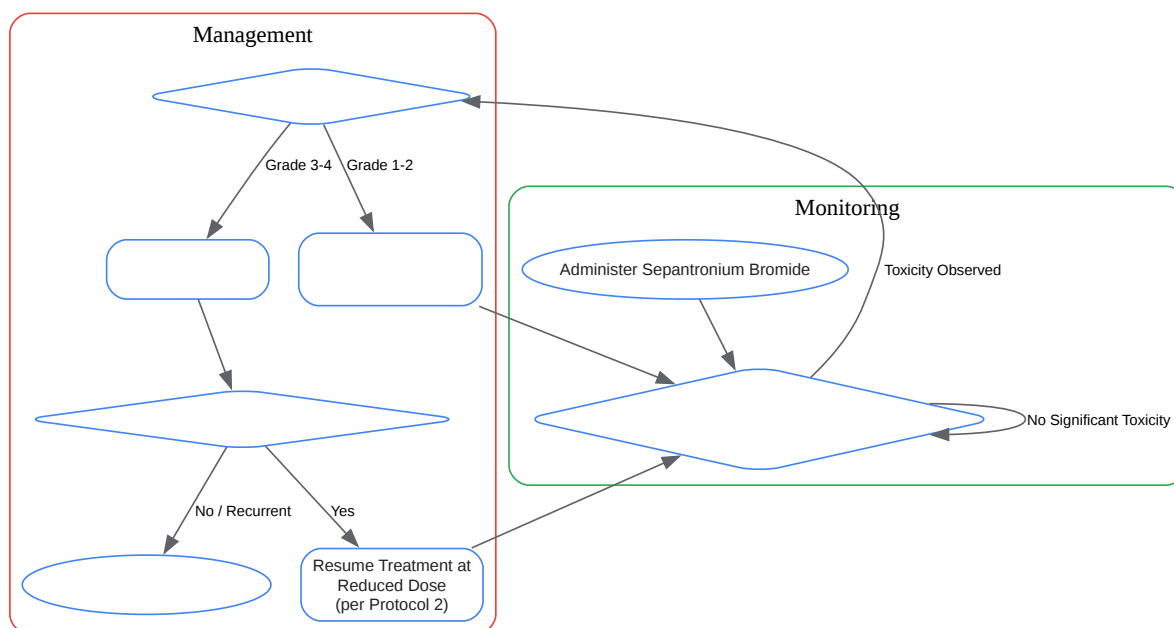 Management
Grade 3-4
Grade 1-2
Monitoring
Administer Sepantronium Bromide
Toxicity Observed
No Significant Toxicity
No / Recurrent
Yes
Resume Treatment at
Reduced Dose
(per Protocol 2)